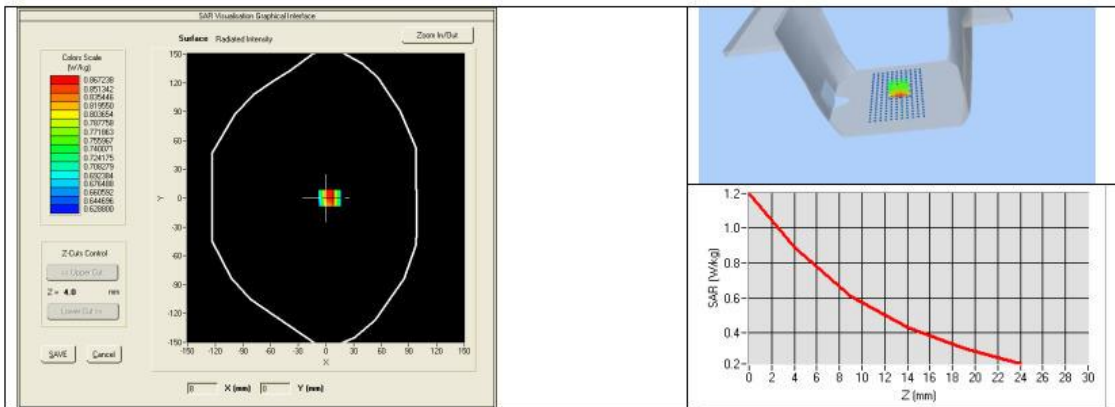 SAR Visualisation Graphical Interface
Surface Radiated Intensity
Zoom In/Out
Colors Scale
(W/kg)
0.867238
0.851342
0.835446
0.819550
0.803654
0.787758
0.771863
0.755967
0.740071
0.724175
0.708279
0.692384
0.676488
0.660592
0.644696
0.628800
Z-Cuts Control
<< Upper Cut
Z = 4.0 mm
Lower Cut >>
SAVE Cancel
150
120
90
60
30
0
-30
-60
-90
-120
-150
Y
-150 -120 -90 -60 -30 0 30 60 90 120 150
X
0 X (mm) 0 Y (mm)
1.2
1.0
0.8
0.6
0.4
0.2
SAR (W/kg)
0 2 4 6 8 10 12 14 16 18 20 22 24 26 28 30
Z (mm)